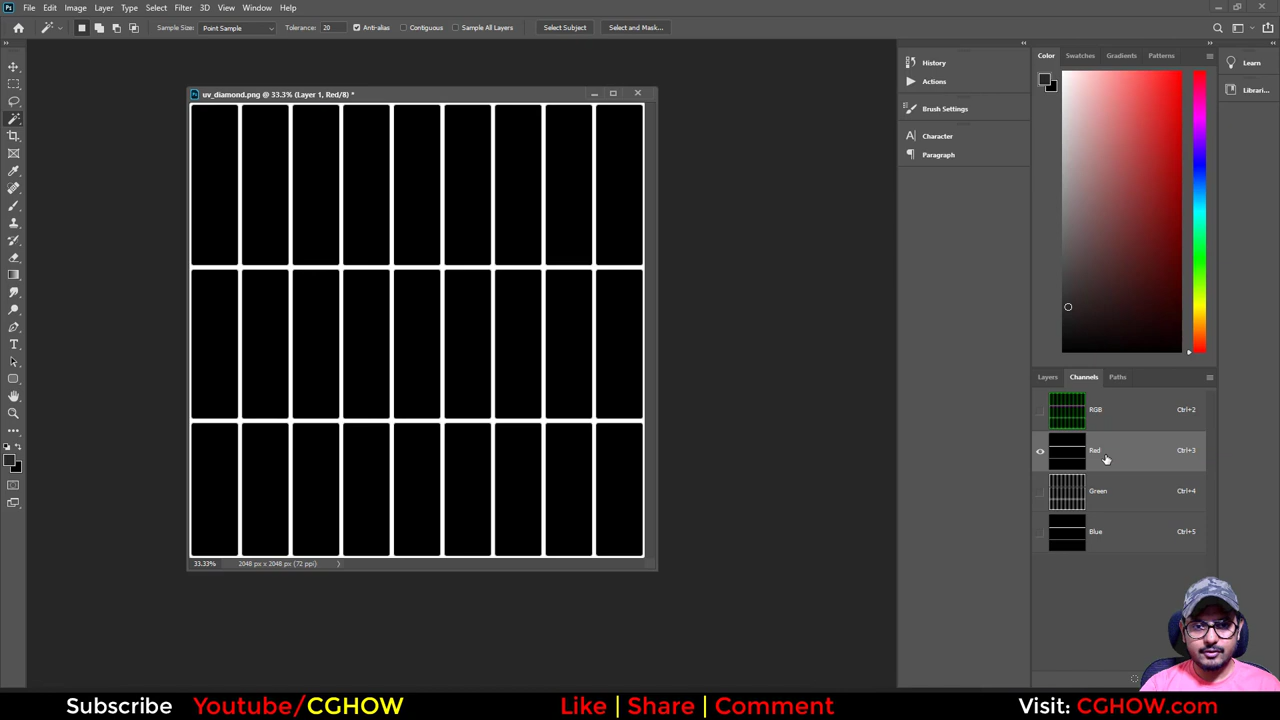 Ps File Edit Image Layer Type Select Filter 3D View Window Help
Sample Size: Point Sample Tolerance: 20 Anti-alias Contiguous Sample All Layers Select Subject Select and Mask...
uv_diamond.png @ 33.3% (Layer 1, Red/8) *
33.33% 2048 px x 2048 px (72 ppi)
History
Actions
Brush Settings
Character
Paragraph
Color Swatches Gradients Patterns
Learn
Librari...
Layers Channels Paths
RGB Ctrl+2
Red Ctrl+3
Green Ctrl+4
Blue Ctrl+5
Subscribe Youtube/CGHOW Like | Share | Comment Visit: CGHOW.com